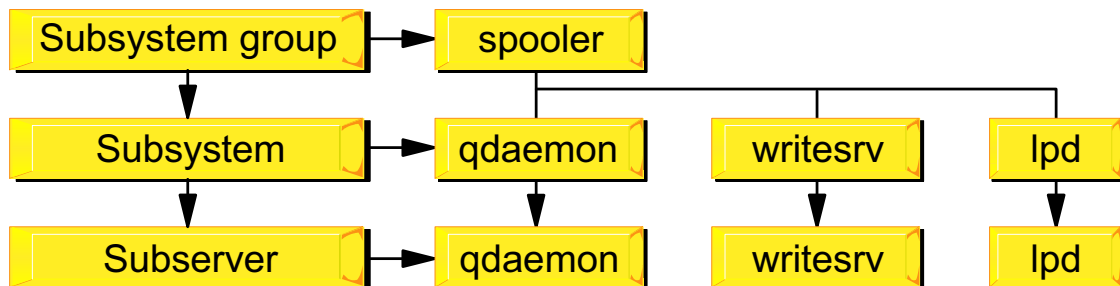 Subsystem group spooler
Subsystem qdaemon writesrv lpd
Subserver qdaemon writesrv lpd